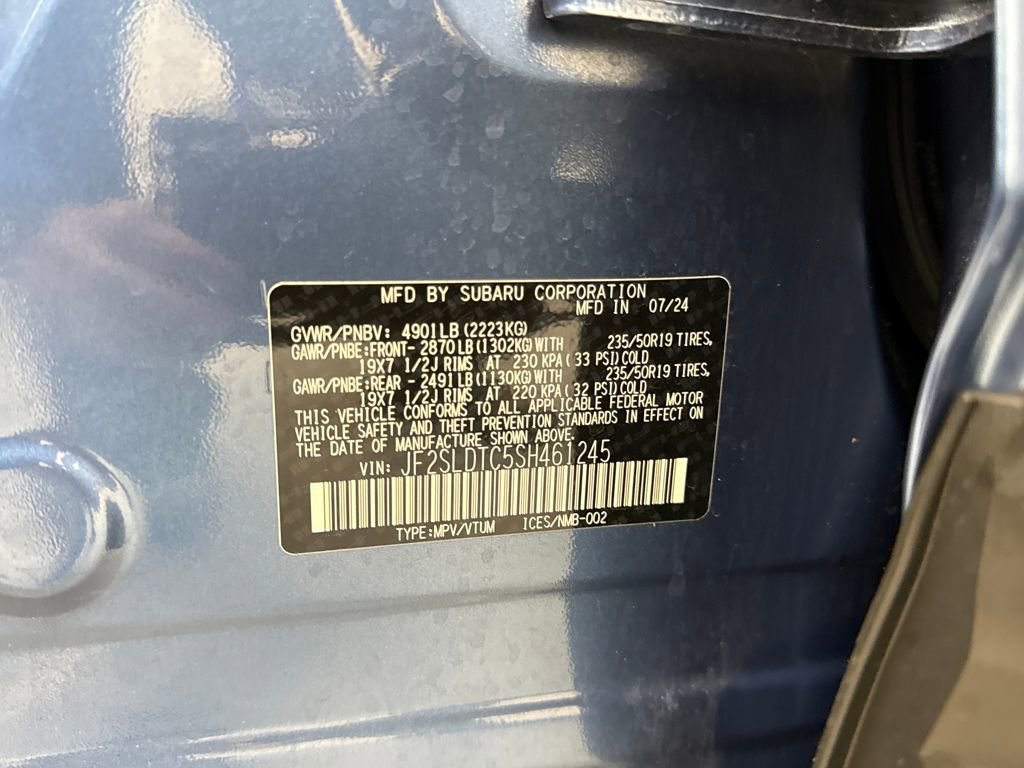 MFD BY SUBARU CORPORATION
MFD IN 07/24
GVWR/PNBV: 4901LB(2223KG)
GAWR/PNBE:FRONT- 2870LB(1302KG)WITH 235/50R19 TIRES,
19X7 1/2J RIMS AT 230 KPA( 33 PSI)COLD
GAWR/PNBE:REAR - 2491LB(1130KG)WITH 235/50R19 TIRES,
19X7 1/2J RIMS AT 220 KPA( 32 PSI)COLD
THIS VEHICLE CONFORMS TO ALL APPLICABLE FEDERAL MOTOR
VEHICLE SAFETY AND THEFT PREVENTION STANDARDS IN EFFECT ON
THE DATE OF MANUFACTURE SHOWN ABOVE.
VIN: JF2SLDTC5SH461245
TYPE:MPV/VTUM ICES/NMB-002